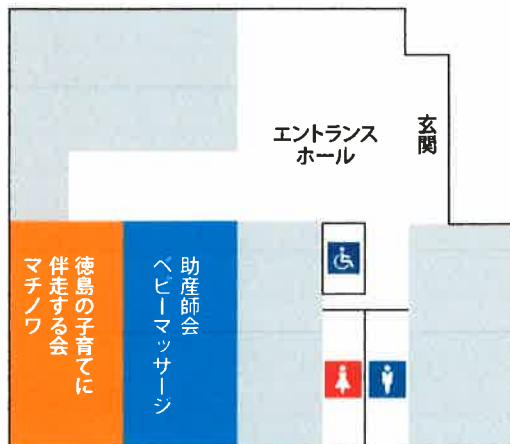 エントランス
ホール
玄関
助産師会
ベビーマッサージ
徳島の子育てに
伴走する会
マチノワ